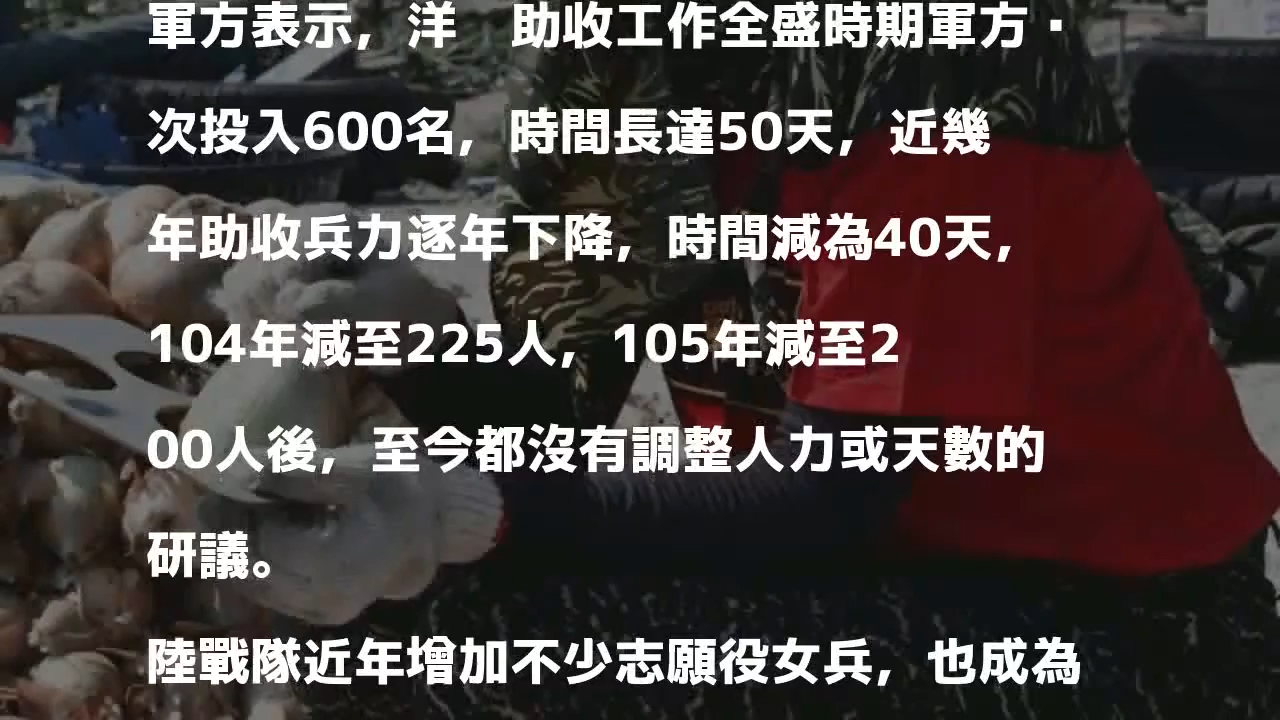 軍方表示，洋 助收工作全盛時期軍方·
次投入600名，時間長達50天，近幾
年助收兵力逐年下降，時間減為40天，
104年減至225人，105年減至2
00人後，至今都沒有調整人力或天數的
研議。
陸戰隊近年增加不少志願役女兵，也成為